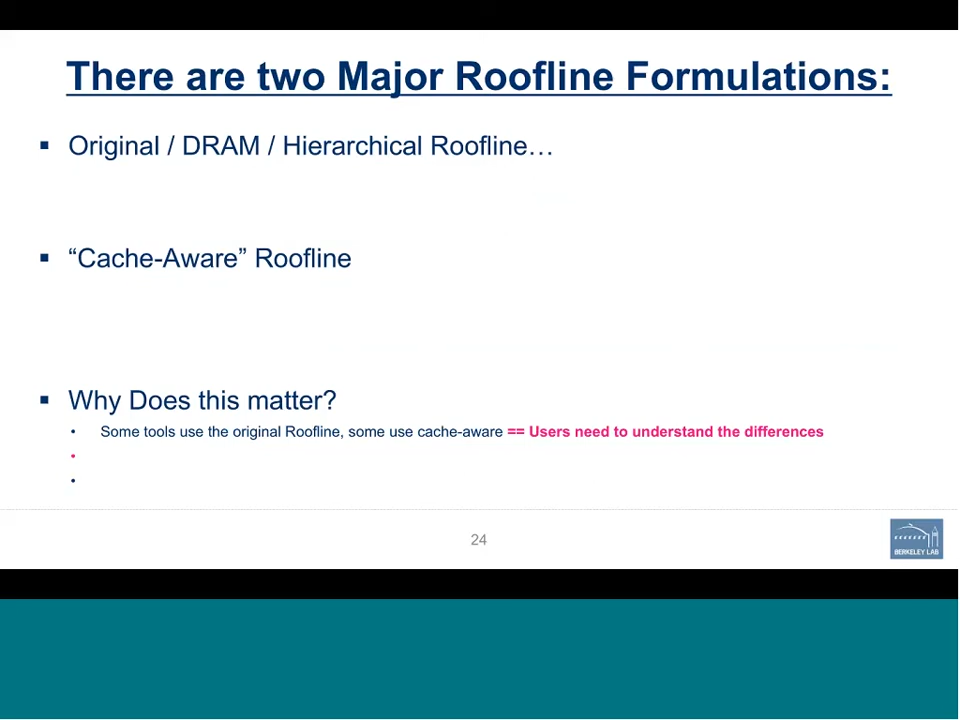 There are two Major Roofline Formulations:
▪ Original / DRAM / Hierarchical Roofline…
▪ “Cache-Aware” Roofline
▪ Why Does this matter?
• Some tools use the original Roofline, some use cache-aware == Users need to understand the differences
•
•
24
BERKELEY LAB